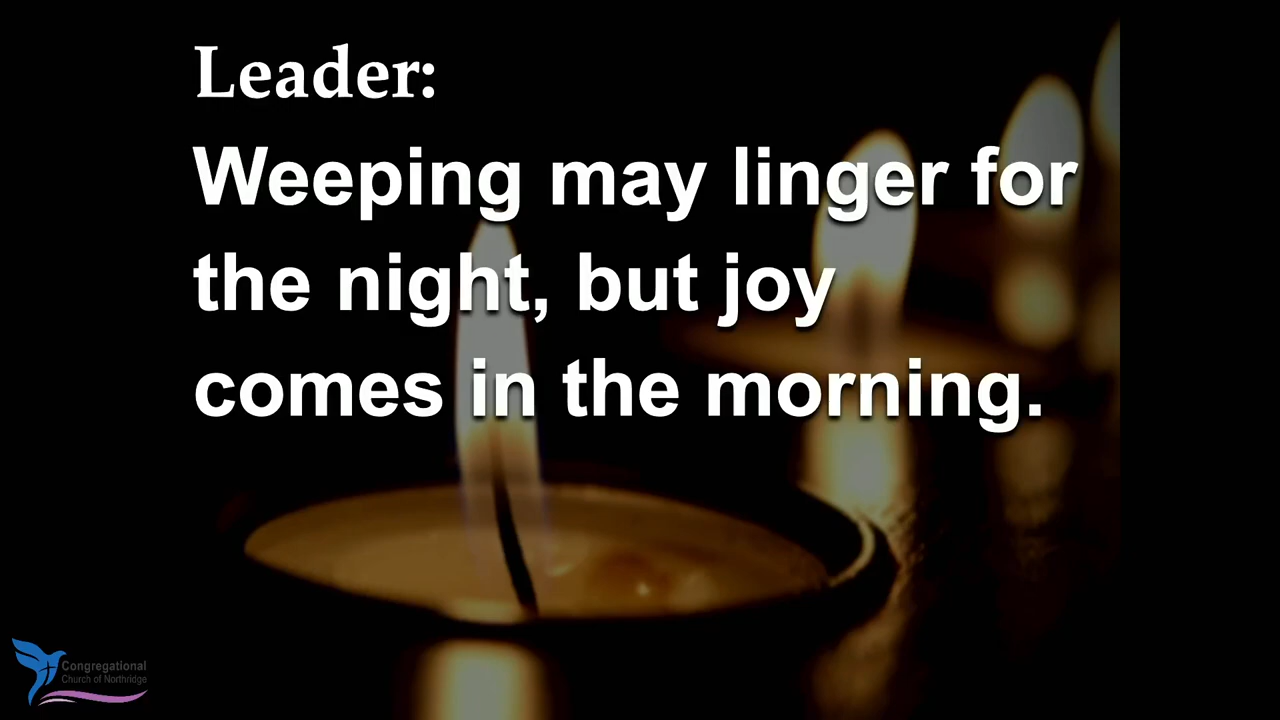 Leader:
Weeping may linger for
the night, but joy
comes in the morning.
Congregational
Church of Northridge